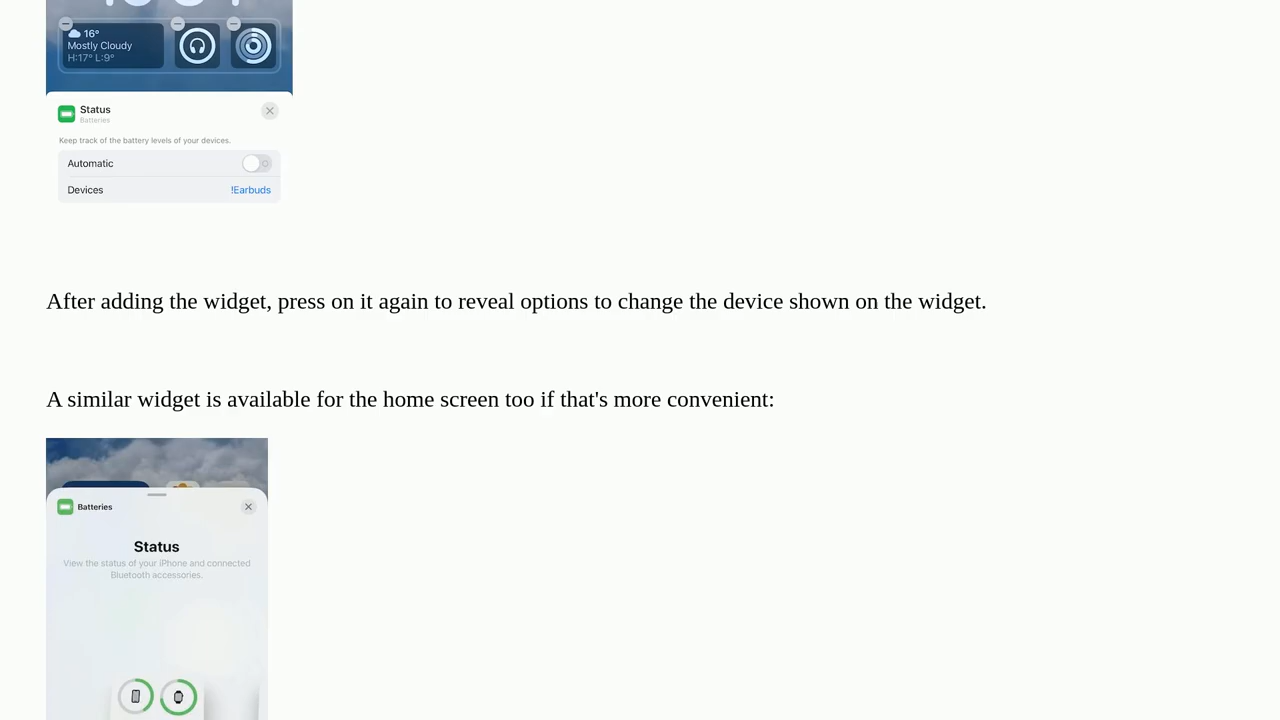 16°
Mostly Cloudy
H:17° L:9°
Status
Batteries
Keep track of the battery levels of your devices.
Automatic
Devices !Earbuds
After adding the widget, press on it again to reveal options to change the device shown on the widget.
A similar widget is available for the home screen too if that's more convenient:
Batteries
Status
View the status of your iPhone and connected
Bluetooth accessories.